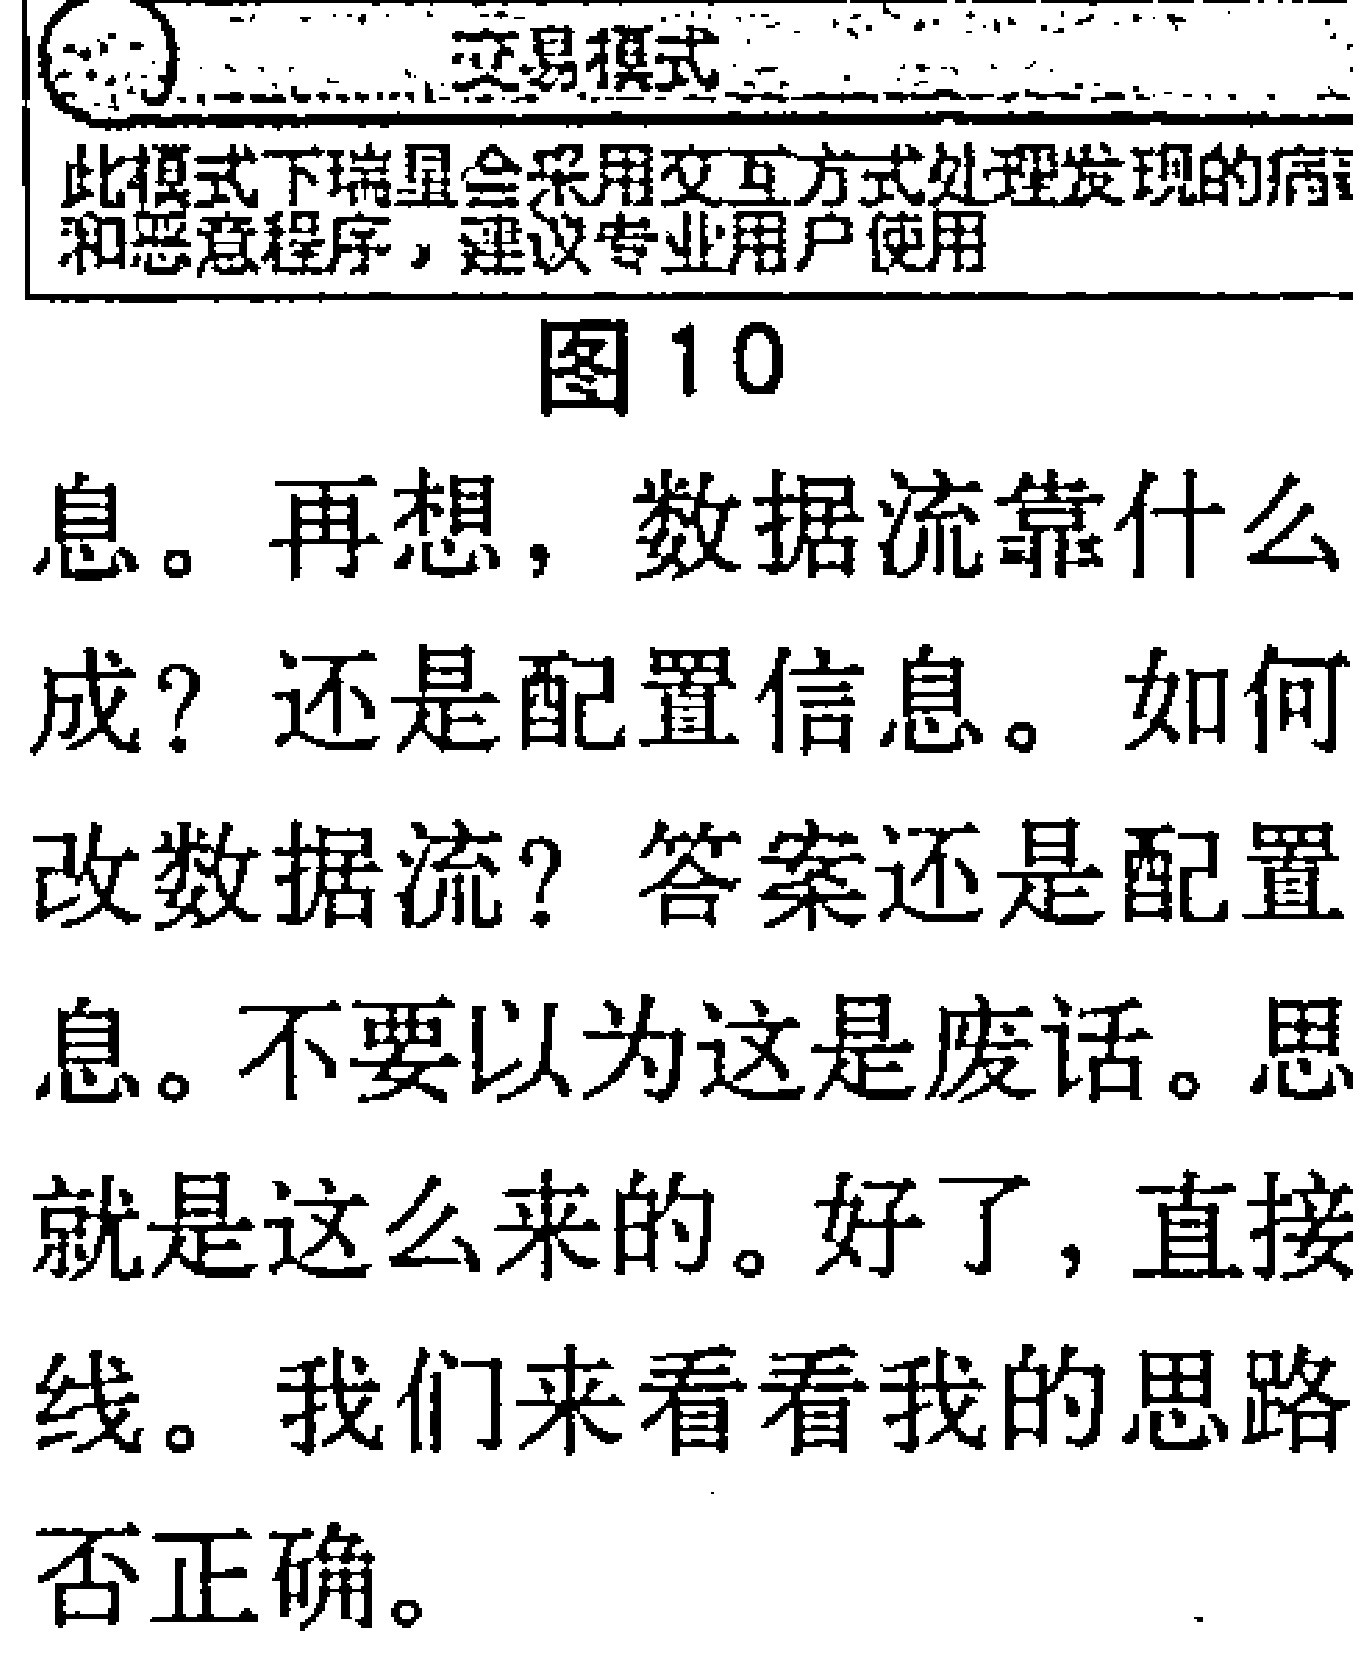 交易模式
此模式下瑞星会采用交互方式处理发现的病
和恶意程序，建议专业用户使用
图10
息。再想，数据流靠什么
成？还是配置信息。如何
改数据流？答案还是配置
息。不要以为这是废话。思
就是这么来的。好了，直接
线。我们来看看我的思路
否正确。